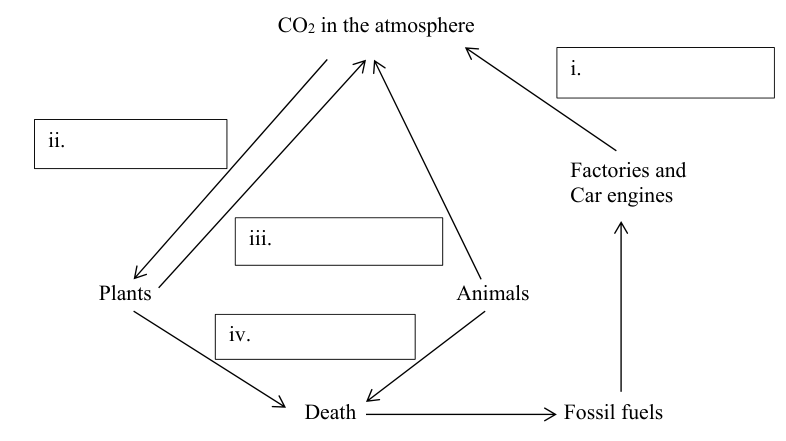 CO₂ in the atmosphere
i.
ii.
Factories and
Car engines
iii.
Plants
Animals
iv.
Death
Fossil fuels